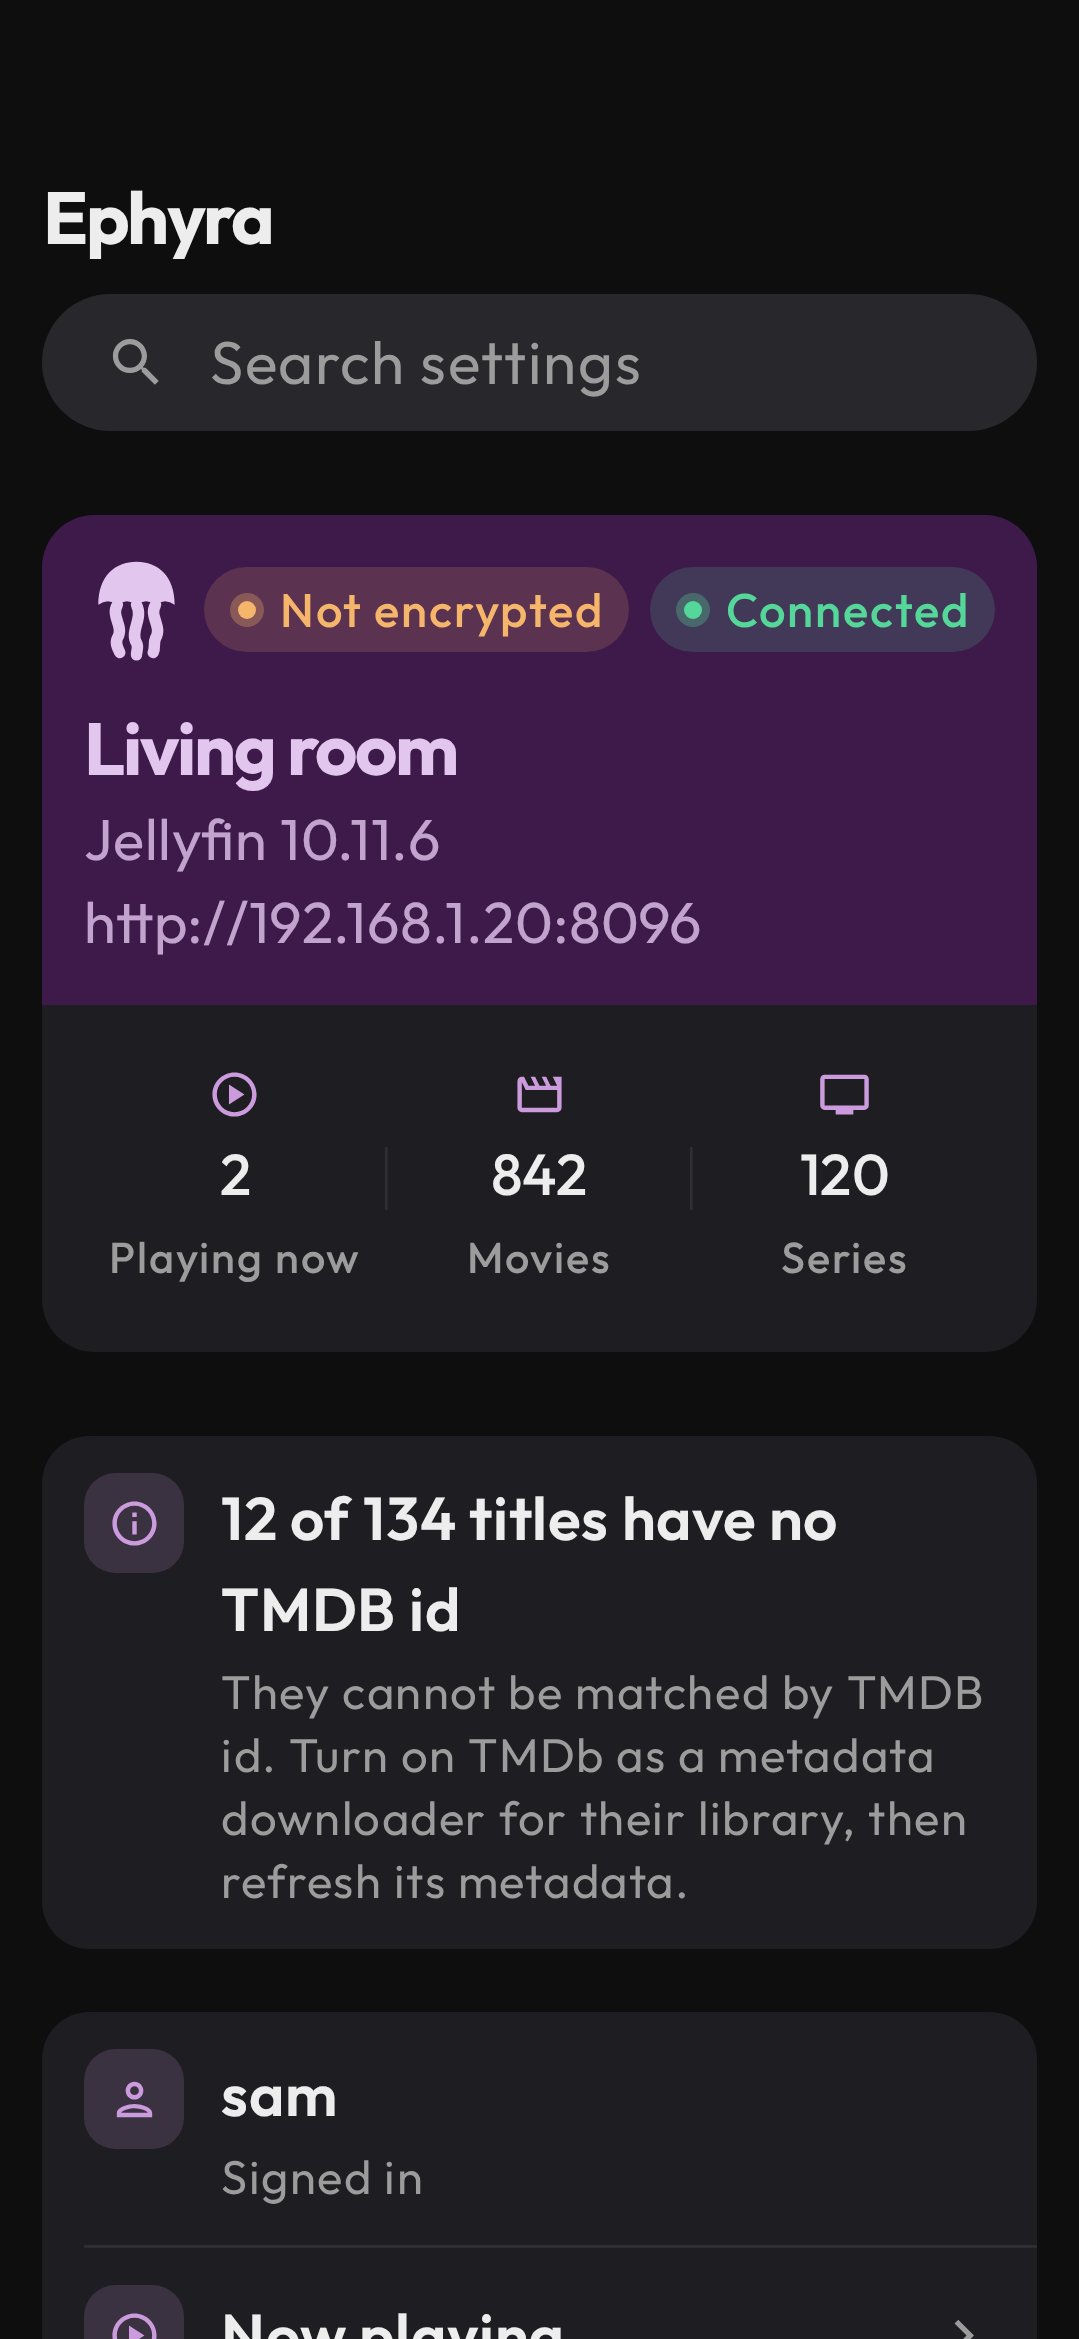 Ephyra
Search settings
Not encrypted
Connected
Living room
Jellyfin 10.11.6
http://192.168.1.20:8096
2
842
120
Playing now
Movies
Series
12 of 134 titles have no
TMDB id
They cannot be matched by TMDB
id. Turn on TMDb as a metadata
downloader for their library, then
refresh its metadata.
sam
Signed in
Now playing